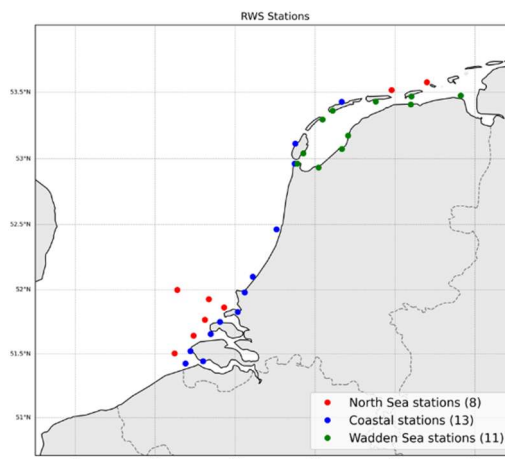 RWS Stations
53.5°N
53°N
52.5°N
52°N
51.5°N
51°N
North Sea stations (8)
Coastal stations (13)
Wadden Sea stations (11)